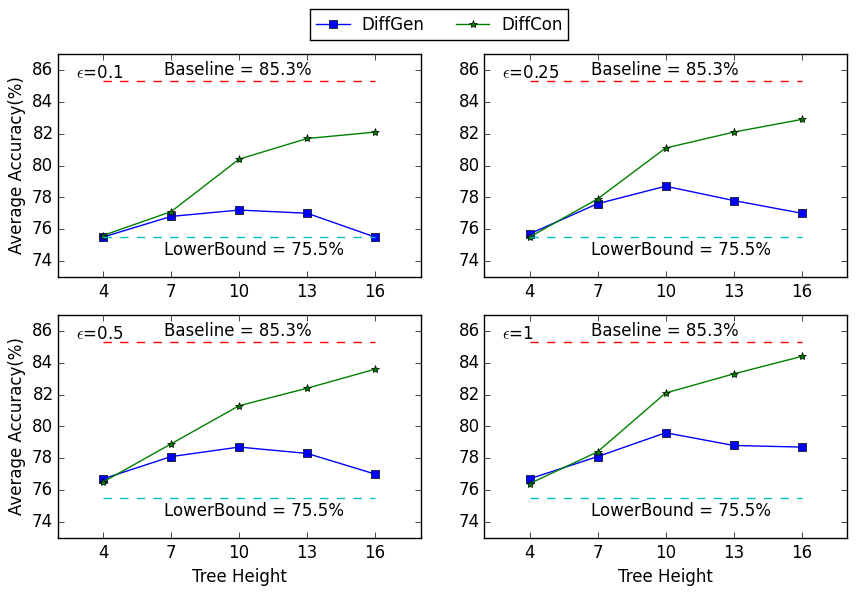 DiffGen DiffCon
ϵ=0.1 Baseline = 85.3%
86
84
82
80
78
76
74
Average Accuracy(%)
LowerBound = 75.5%
4 7 10 13 16
ϵ=0.25 Baseline = 85.3%
86
84
82
80
78
76
74
LowerBound = 75.5%
4 7 10 13 16
ϵ=0.5 Baseline = 85.3%
86
84
82
80
78
76
74
Average Accuracy(%)
LowerBound = 75.5%
4 7 10 13 16
Tree Height
ϵ=1 Baseline = 85.3%
86
84
82
80
78
76
74
LowerBound = 75.5%
4 7 10 13 16
Tree Height